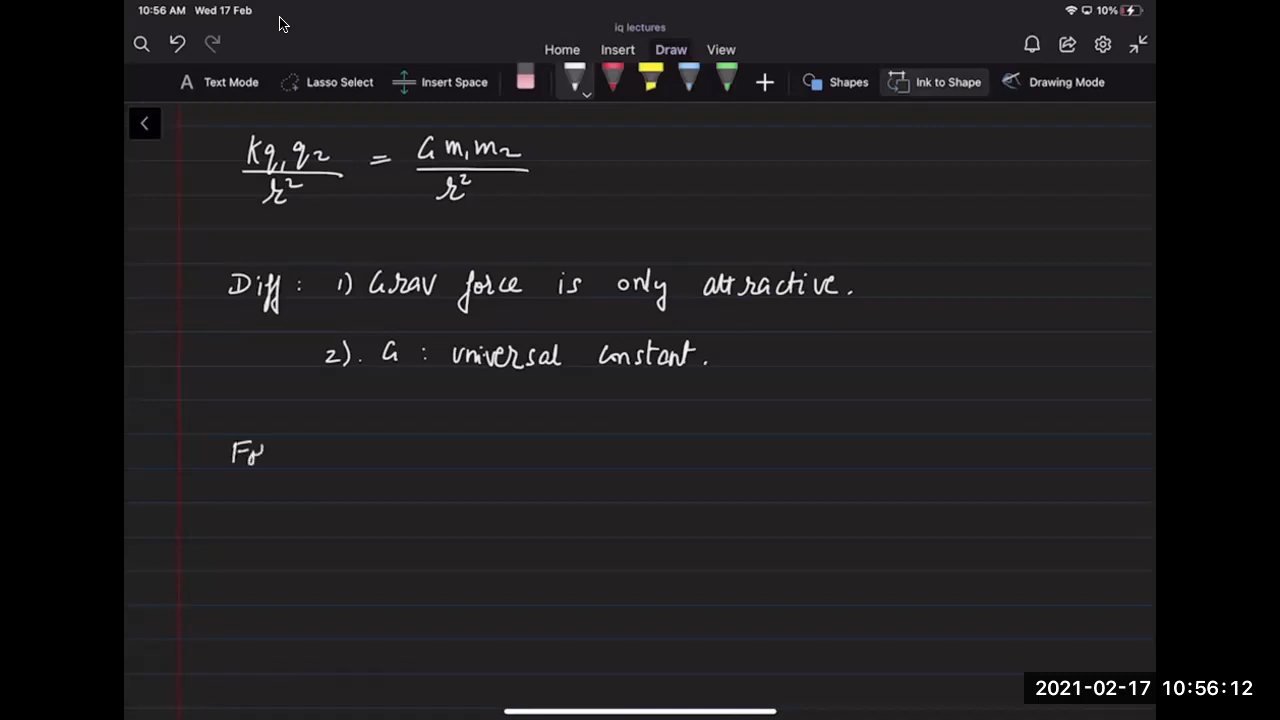 10:56 AM Wed 17 Feb
10%
iq lectures
Home Insert Draw View
Text Mode Lasso Select Insert Space Shapes Ink to Shape Drawing Mode
Kq₁q₂/r² = Gm₁m₂/r²
Diff : 1) Grav force is only attractive.
2). G : universal constant.
For
2021-02-17 10:56:12